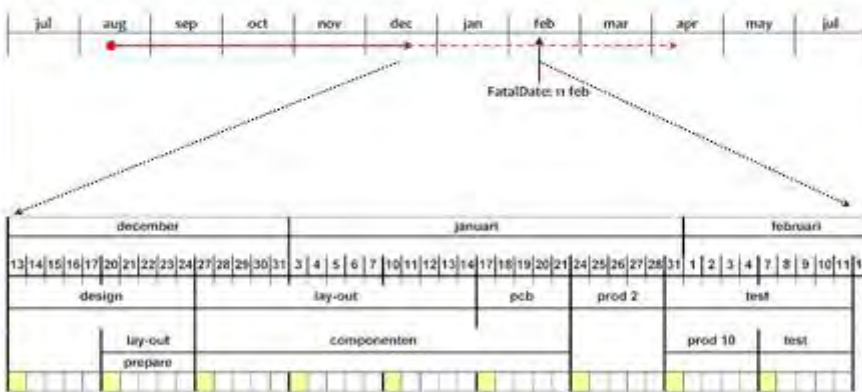 jul aug sep oct nov dec jan feb mar apr may jul
FatalDate: 11 feb
december januari februari
13 14 15 16 17 20 21 22 23 24 27 28 29 30 31 3 4 5 6 7 10 11 12 13 14 17 18 19 20 21 24 25 26 27 28 31 1 2 3 4 7 8 9 10 11
design lay-out pcb prod 2 test
lay-out componenten prod 10 test
prepare